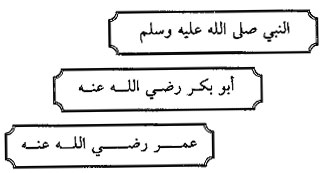 النبي صلى الله عليه وسلم
أبو بكر رضي الله عنه
عمر رضي الله عنه